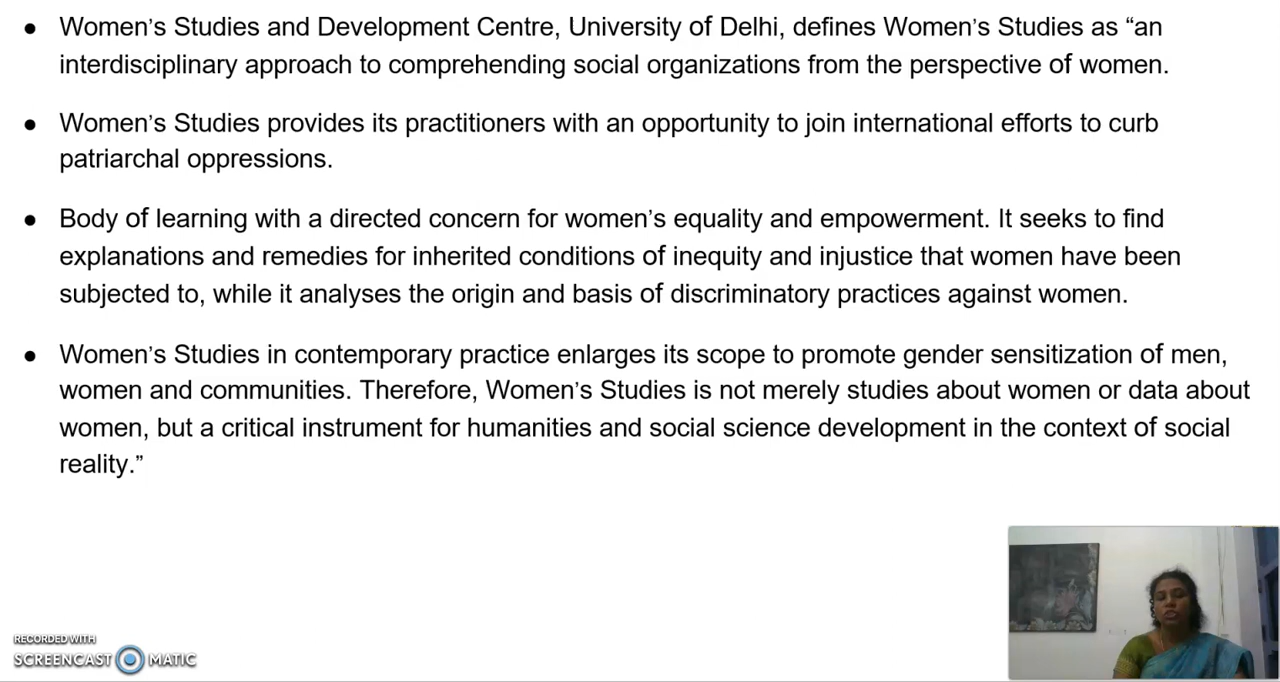 ● Women's Studies and Development Centre, University of Delhi, defines Women's Studies as “an
interdisciplinary approach to comprehending social organizations from the perspective of women.
● Women's Studies provides its practitioners with an opportunity to join international efforts to curb
patriarchal oppressions.
● Body of learning with a directed concern for women's equality and empowerment. It seeks to find
explanations and remedies for inherited conditions of inequity and injustice that women have been
subjected to, while it analyses the origin and basis of discriminatory practices against women.
● Women's Studies in contemporary practice enlarges its scope to promote gender sensitization of men,
women and communities. Therefore, Women's Studies is not merely studies about women or data about
women, but a critical instrument for humanities and social science development in the context of social
reality.”
RECORDED WITH
SCREENCAST MATIC